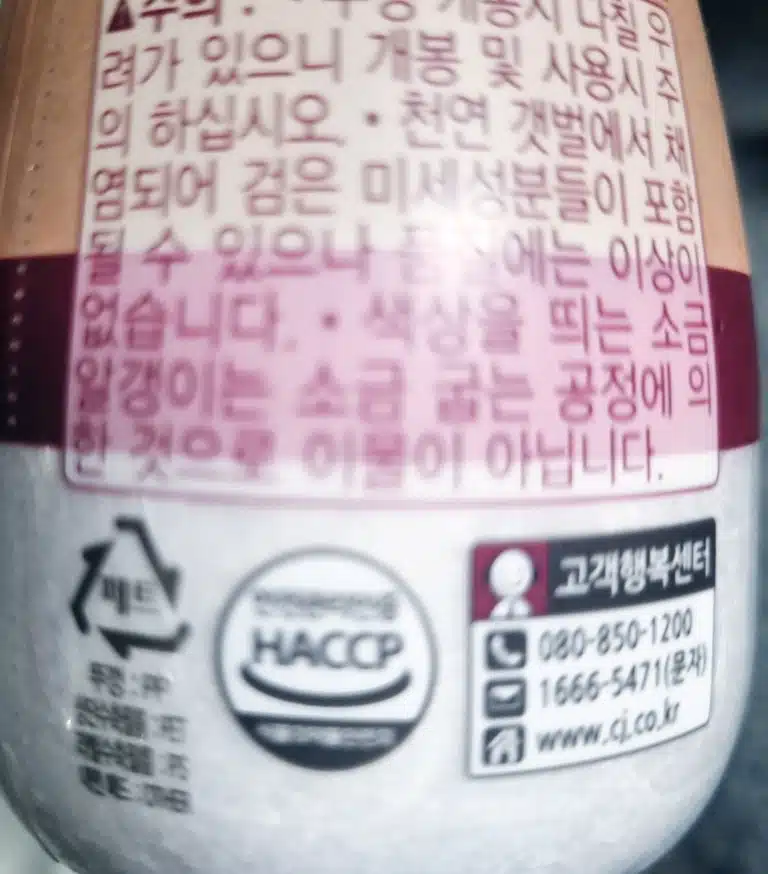 주의
려가 있으니 개봉 및 사용시 주
의 하십시오. • 천연 갯벌에서 채
염되어 검은 미세성분들이 포함
될 수 있으나 에는 이상이
없습니다. • 색상을 띄는 소금
알갱이는 소금 굽는 공정에 의
한 것으로 이물이 아닙니다.
페트
뚜껑 : PP
HACCP
고객행복센터
080-850-1200
1666-5471(문자)
www.cj.co.kr